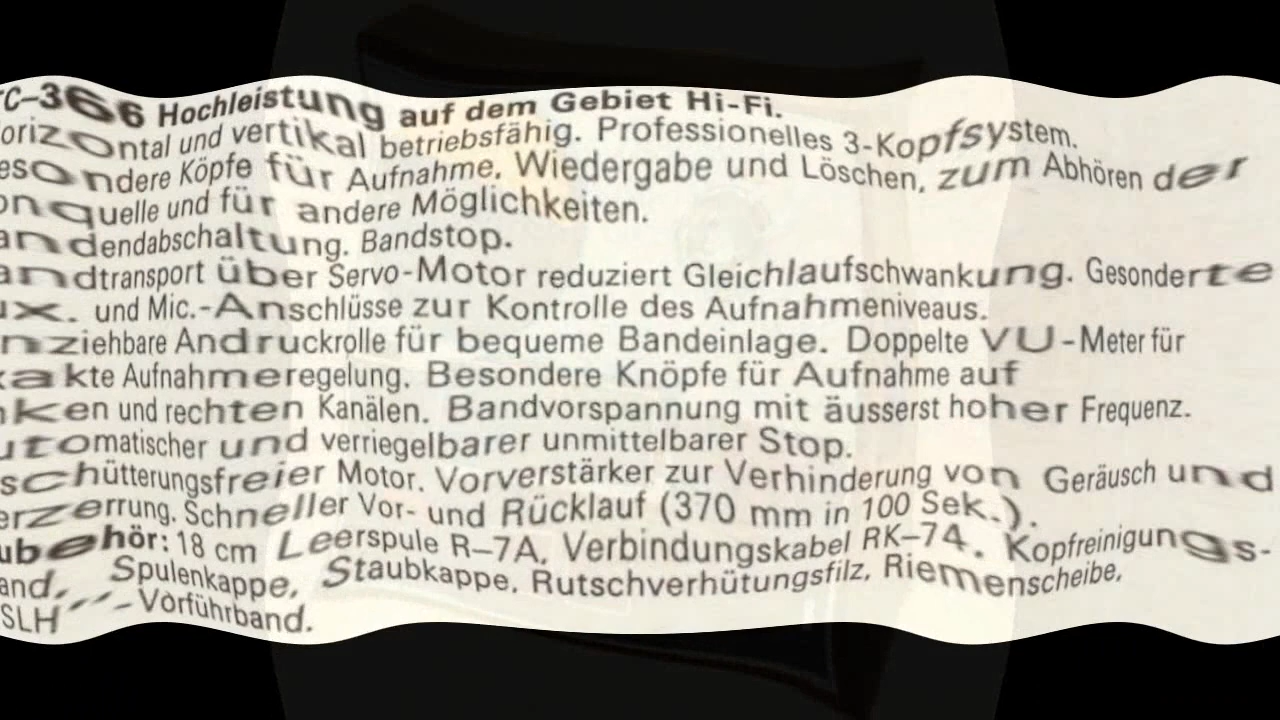 TC-366 Hochleistung auf dem Gebiet Hi-Fi.
orizontal und vertikal betriebsfähig. Professionelles 3-Kopfsystem.
esondere Köpfe für Aufnahme, Wiedergabe und Löschen, zum Abhören der
onquelle und für andere Möglichkeiten.
andendabschaltung. Bandstop.
andtransport über Servo-Motor reduziert Gleichlaufschwankung. Gesonderte
ux. und Mic.-Anschlüsse zur Kontrolle des Aufnahmeniveaus.
nziehbare Andruckrolle für bequeme Bandeinlage. Doppelte VU-Meter für
xakte Aufnahmeregelung. Besondere Knöpfe für Aufnahme auf
nken und rechten Kanälen. Bandvorspannung mit äusserst hoher Frequenz.
utomatischer und verriegelbarer unmittelbarer Stop.
schütterungsfreier Motor. Vorverstärker zur Verhinderung von Geräusch und
erzerrung. Schneller Vor- und Rücklauf (370 mm in 100 Sek.).
ubehör: 18 cm Leerspule R-7A, Verbindungskabel RK-74. Kopfreinigungs-
and, Spulenkappe, Staubkappe, Rutschverhütungsfilz, Riemenscheibe,
SLH"-Vorführband.